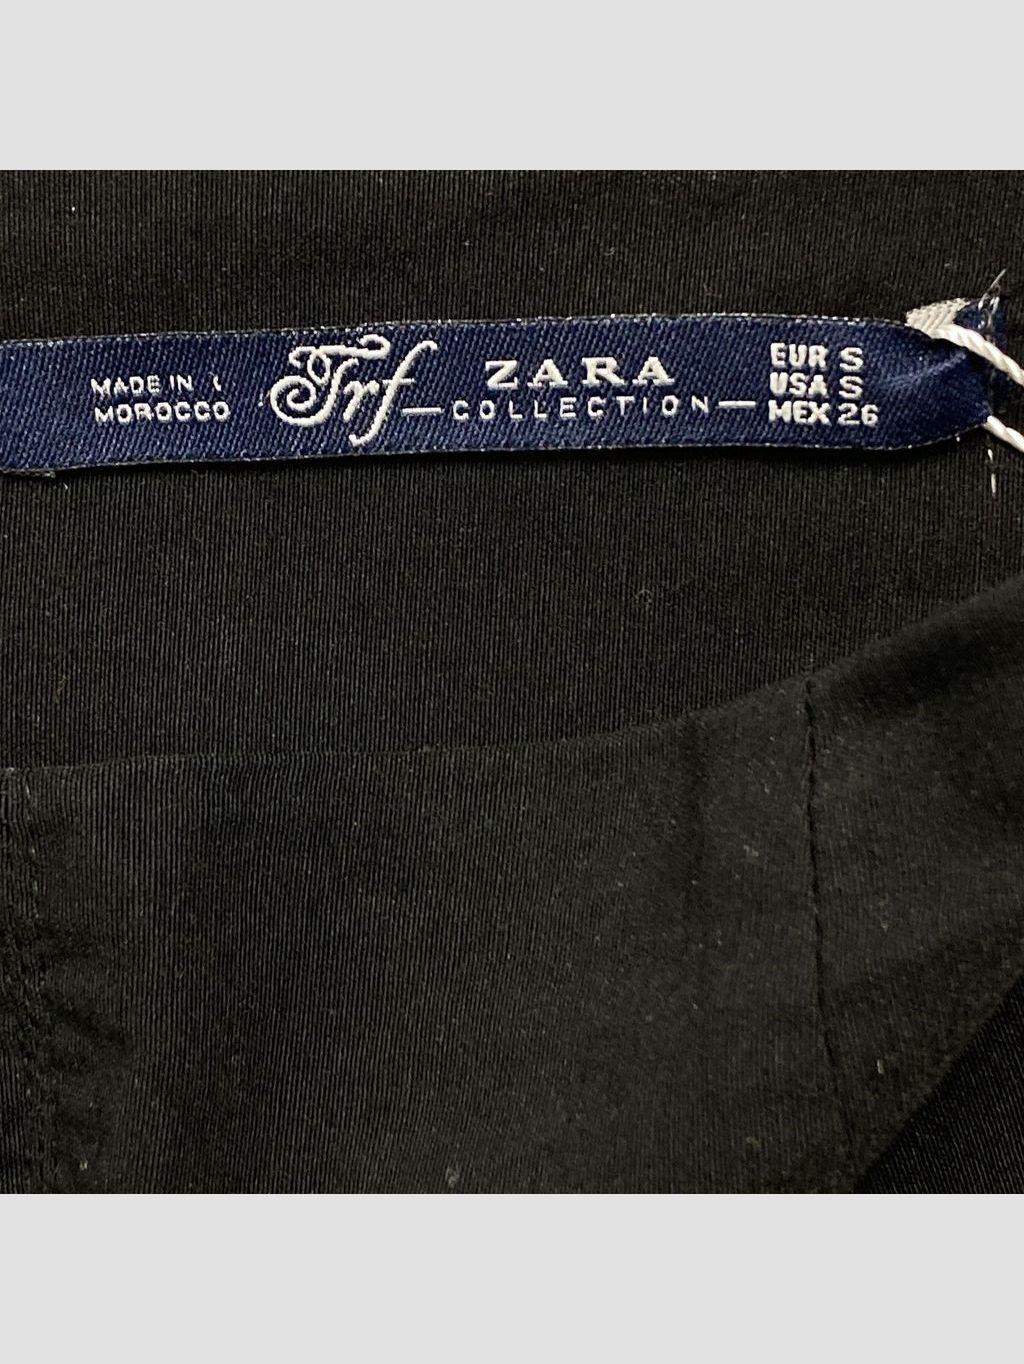 MADE IN
MOROCCO
Trf
ZARA
COLLECTION
EUR S
USA S
MEX 26